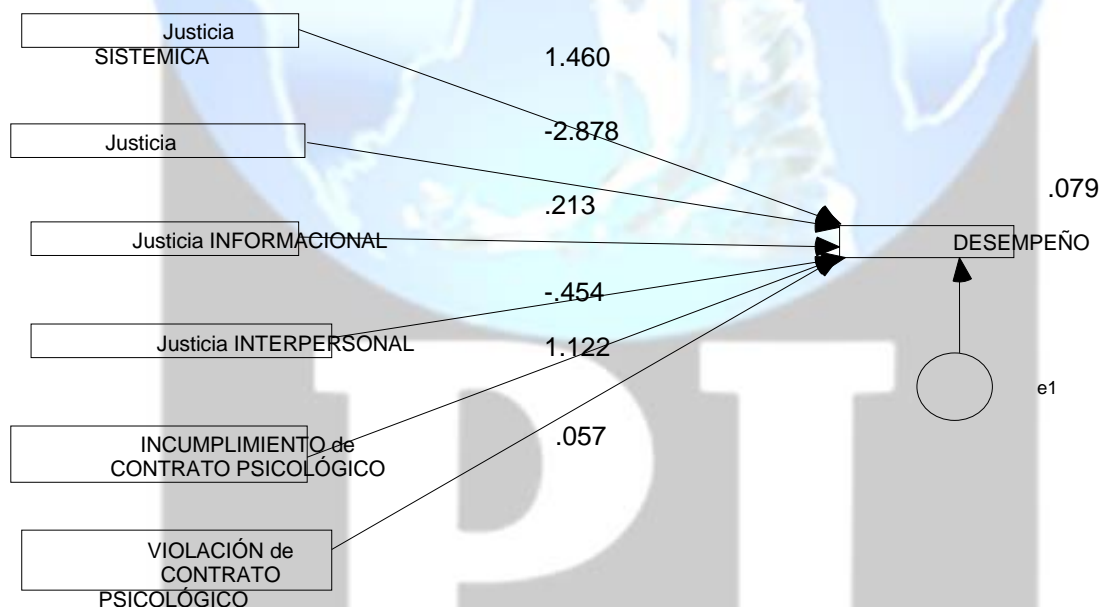 Justicia
SISTEMICA
1.460
-2.878
Justicia
.079
.213
Justicia INFORMACIONAL
DESEMPEÑO
-.454
Justicia INTERPERSONAL
1.122
e1
.057
INCUMPLIMIENTO de
CONTRATO PSICOLÓGICO
VIOLACIÓN de
CONTRATO
PSICOLÓGICO
PI